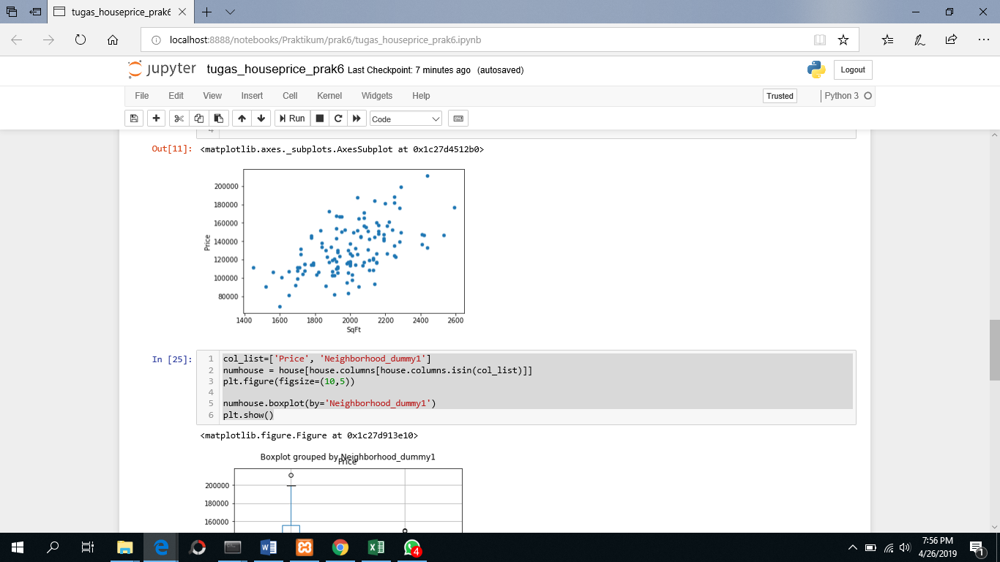 tugas_houseprice_prak6
localhost:8888/notebooks/Praktikum/prak6/tugas_houseprice_prak6.ipynb
jupyter tugas_houseprice_prak6 Last Checkpoint: 7 minutes ago (autosaved)
Logout
File Edit View Insert Cell Kernel Widgets Help
Trusted
Python 3
Run
Code
4
Out[11]: <matplotlib.axes._subplots.AxesSubplot at 0x1c27d4512b0>
200000
180000
160000
140000
120000
100000
80000
Price
1400 1600 1800 2000 2200 2400 2600
SqFt
In [25]:
1 col_list=['Price', 'Neighborhood_dummy1']
2 numhouse = house[house.columns[house.columns.isin(col_list)]]
3 plt.figure(figsize=(10,5))
4
5 numhouse.boxplot(by='Neighborhood_dummy1')
6 plt.show()
<matplotlib.figure.Figure at 0x1c27d913e10>
Boxplot grouped by Neighborhood_dummy1
Price
200000
180000
160000
4
7:56 PM
4/26/2019
1